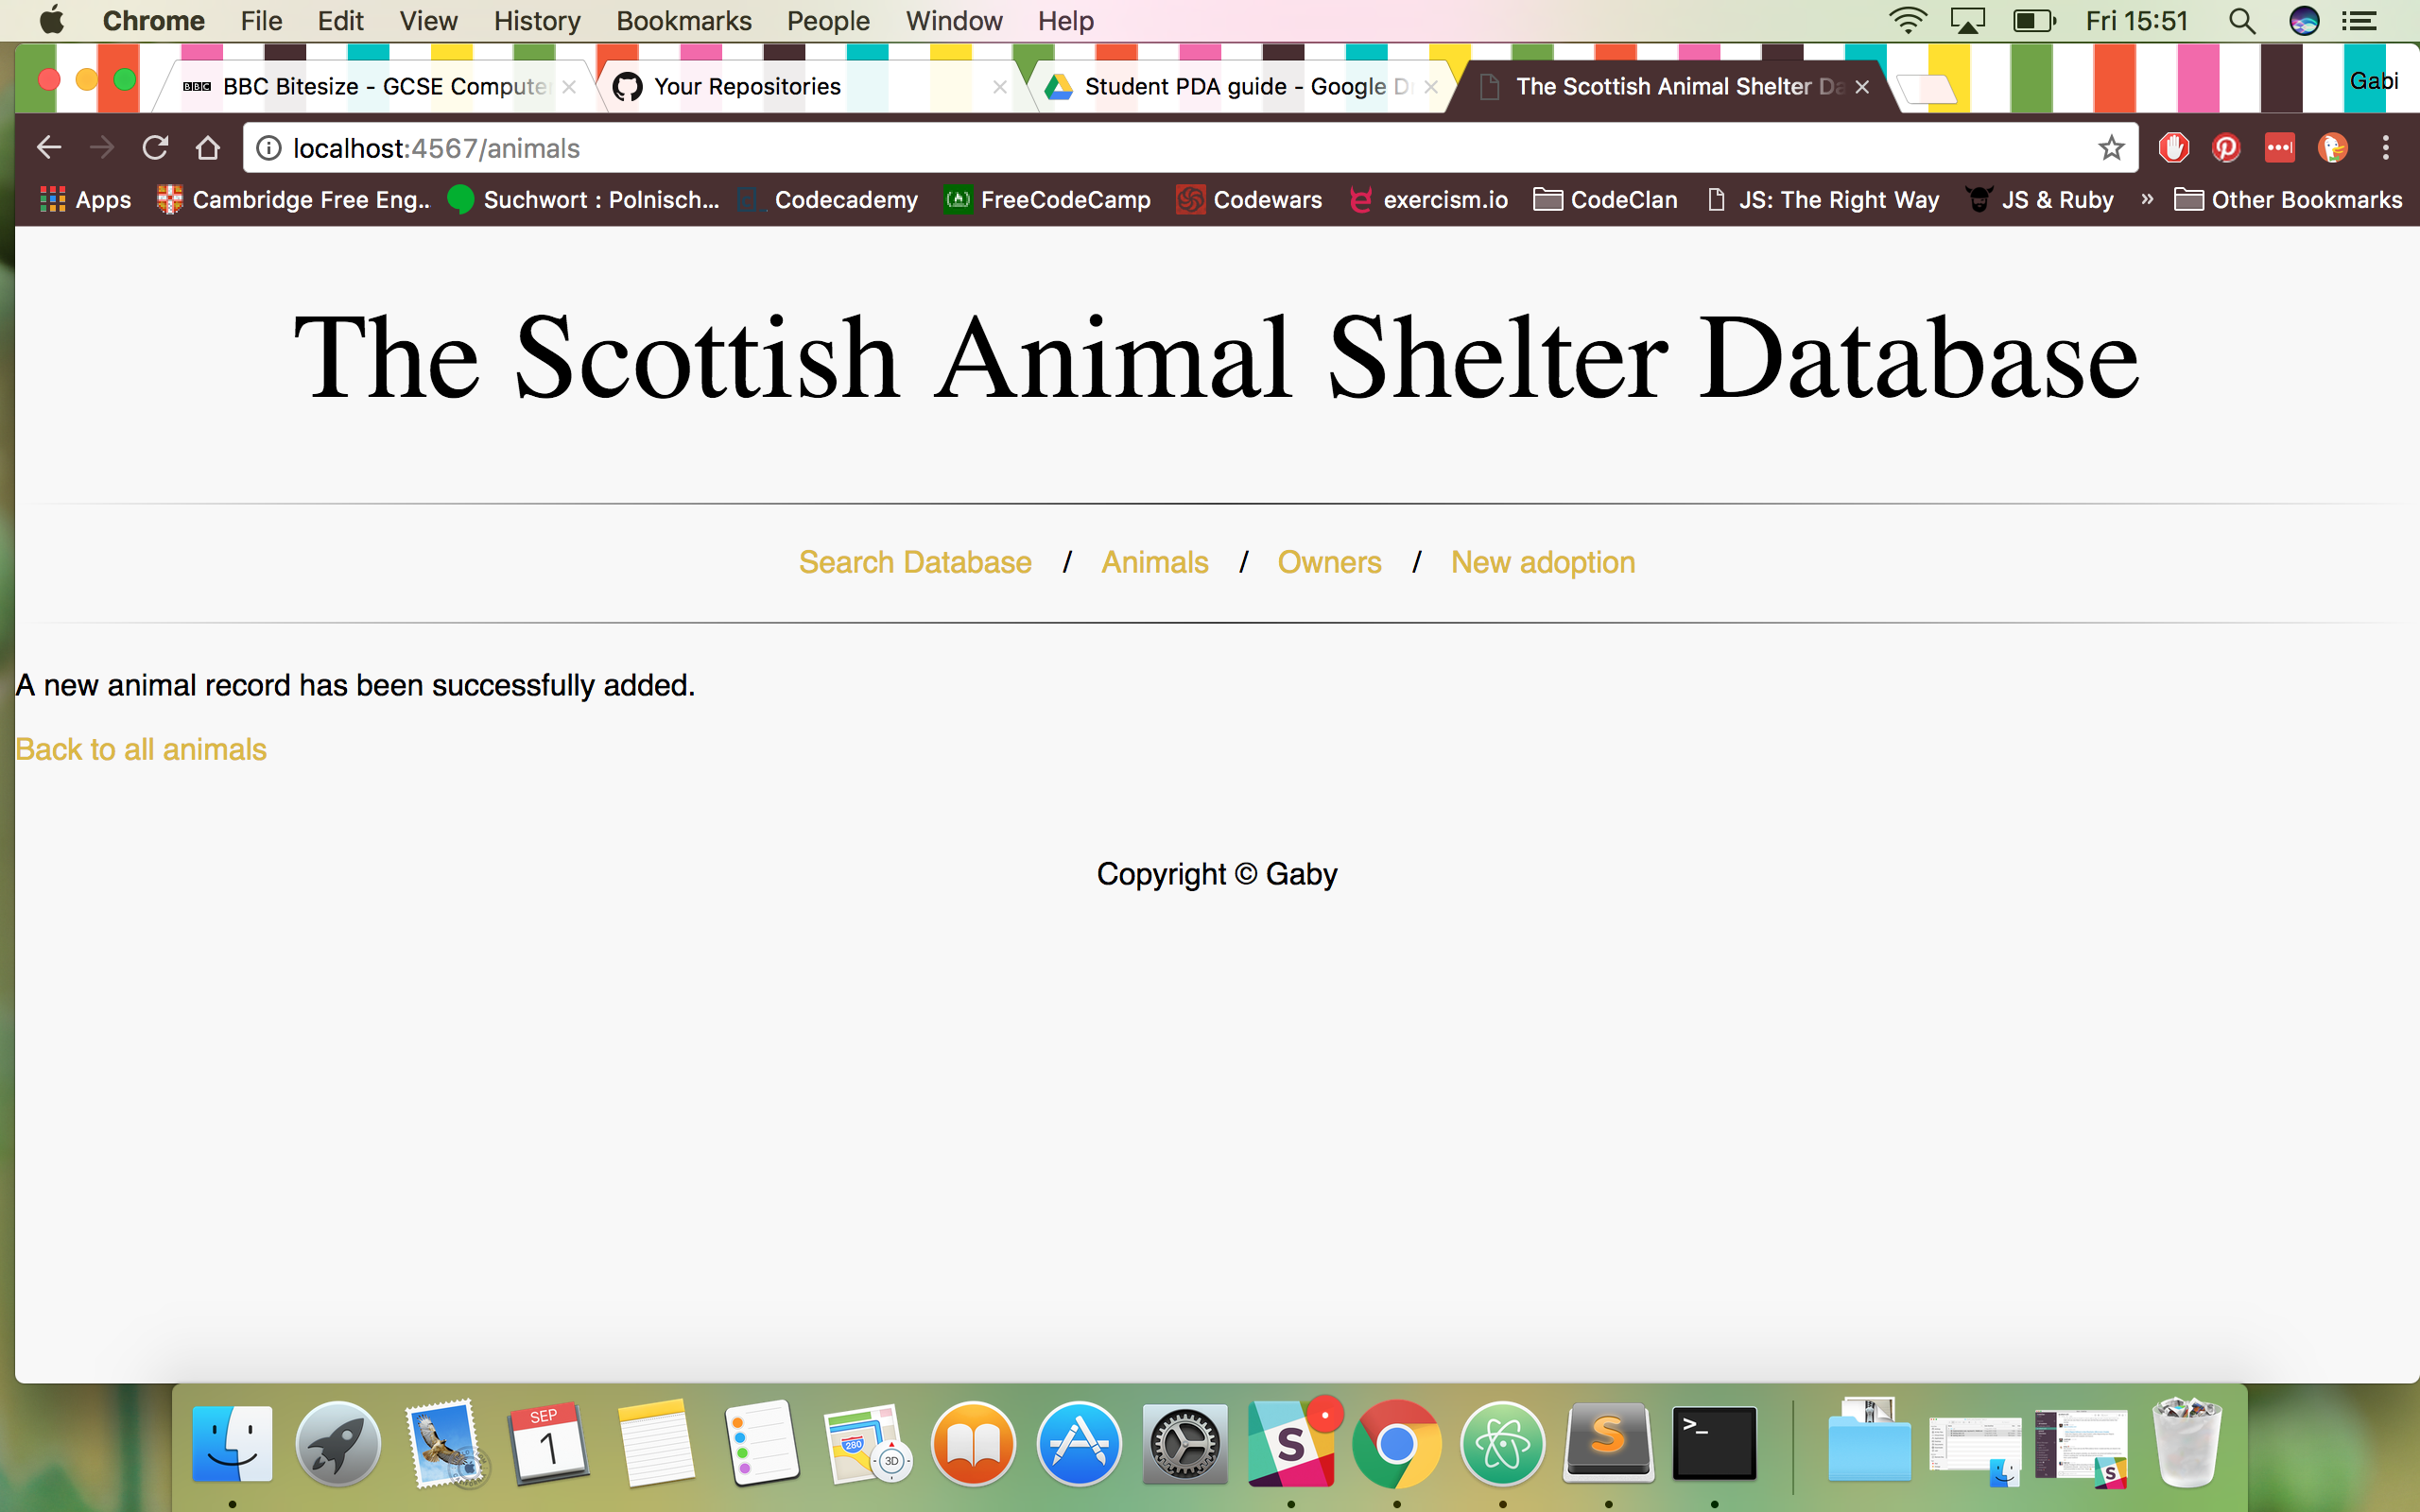 Chrome File Edit View History Bookmarks People Window Help Fri 15:51
BBC BBC Bitesize - GCSE Compute Your Repositories Student PDA guide - Google D The Scottish Animal Shelter Da Gabi
localhost:4567/animals
Apps Cambridge Free Eng... Suchwort : Polnisch... Codecademy FreeCodeCamp Codewars exercism.io CodeClan JS: The Right Way JS & Ruby » Other Bookmarks
The Scottish Animal Shelter Database
Search Database / Animals / Owners / New adoption
A new animal record has been successfully added.
Back to all animals
Copyright © Gaby
SEP
1
280
3D
S
S
>_
S